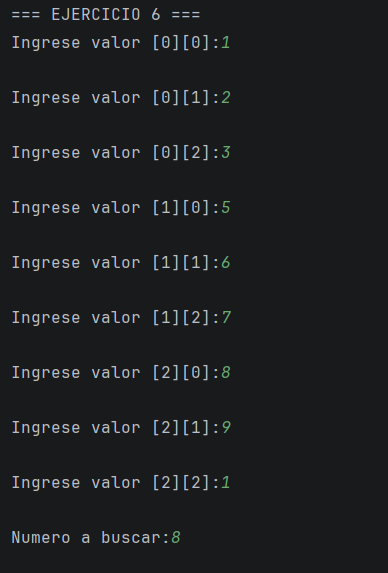 === EJERCICIO 6 ===
Ingrese valor [0][0]:1
Ingrese valor [0][1]:2
Ingrese valor [0][2]:3
Ingrese valor [1][0]:5
Ingrese valor [1][1]:6
Ingrese valor [1][2]:7
Ingrese valor [2][0]:8
Ingrese valor [2][1]:9
Ingrese valor [2][2]:1
Numero a buscar:8